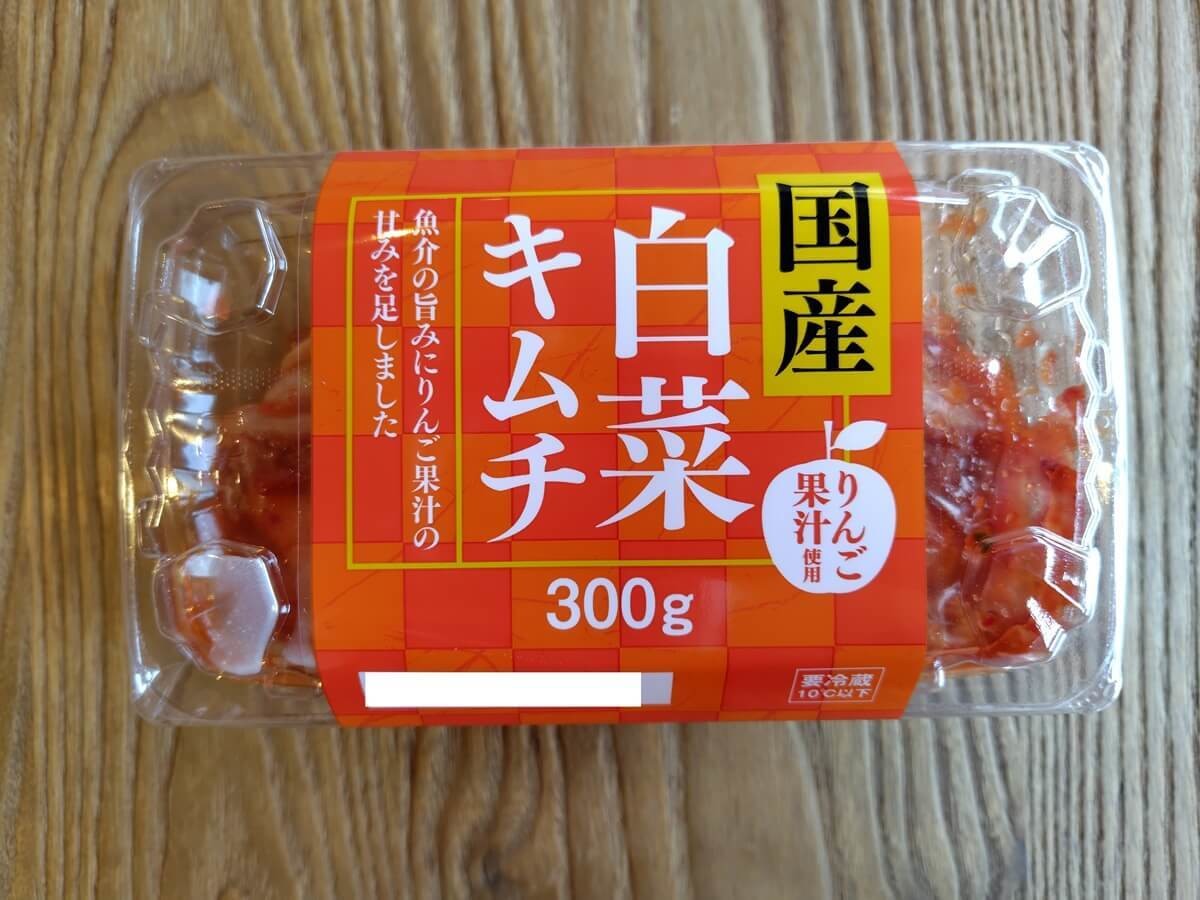 国産
白菜
キムチ
魚介の旨みにりんご果汁の
甘みを足しました
りんご
果汁使用
300g
要冷蔵
10℃以下